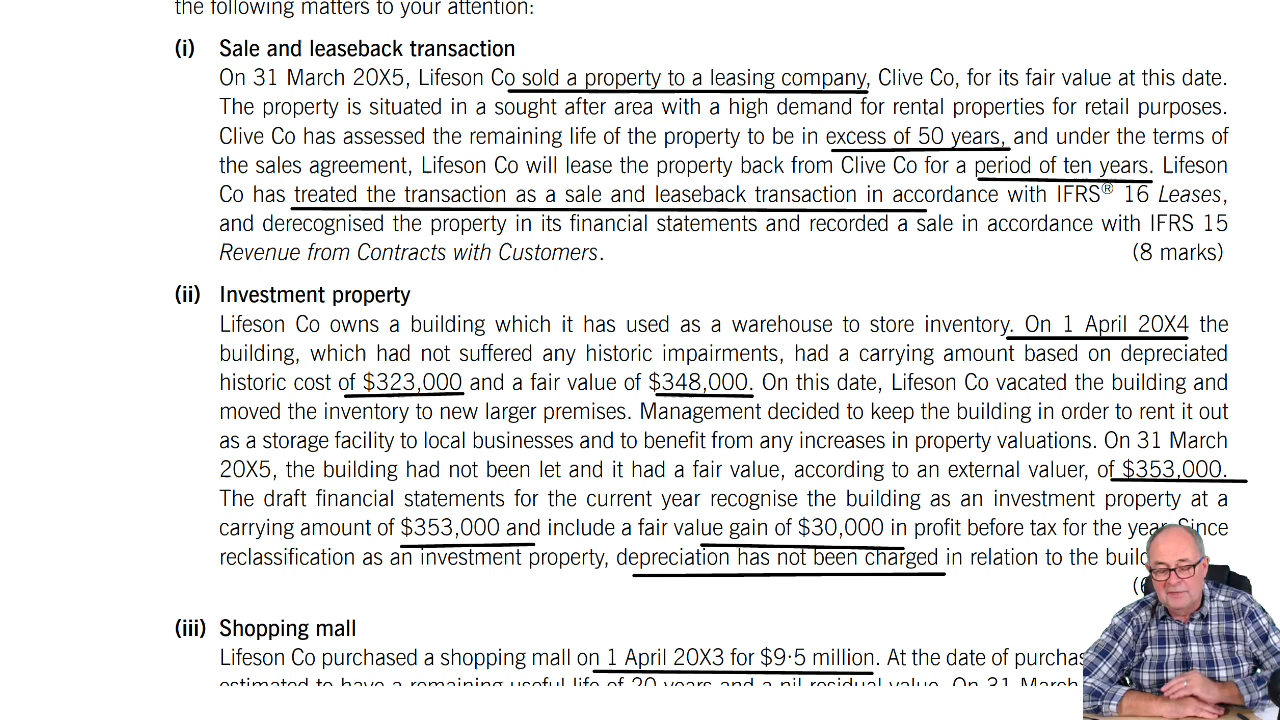 the following matters to your attention:
(i) Sale and leaseback transaction
On 31 March 20X5, Lifeson Co sold a property to a leasing company, Clive Co, for its fair value at this date.
The property is situated in a sought after area with a high demand for rental properties for retail purposes.
Clive Co has assessed the remaining life of the property to be in excess of 50 years, and under the terms of
the sales agreement, Lifeson Co will lease the property back from Clive Co for a period of ten years. Lifeson
Co has treated the transaction as a sale and leaseback transaction in accordance with IFRS® 16 Leases,
and derecognised the property in its financial statements and recorded a sale in accordance with IFRS 15
Revenue from Contracts with Customers. (8 marks)
(ii) Investment property
Lifeson Co owns a building which it has used as a warehouse to store inventory. On 1 April 20X4 the
building, which had not suffered any historic impairments, had a carrying amount based on depreciated
historic cost of $323,000 and a fair value of $348,000. On this date, Lifeson Co vacated the building and
moved the inventory to new larger premises. Management decided to keep the building in order to rent it out
as a storage facility to local businesses and to benefit from any increases in property valuations. On 31 March
20X5, the building had not been let and it had a fair value, according to an external valuer, of $353,000.
The draft financial statements for the current year recognise the building as an investment property at a
carrying amount of $353,000 and include a fair value gain of $30,000 in profit before tax for the year. Since
reclassification as an investment property, depreciation has not been charged in relation to the
(iii) Shopping mall
Lifeson Co purchased a shopping mall on 1 April 20X3 for $9·5 million. At the date of
estimated to have a remaining useful life of 20 years and a nil residual value. On 31 March